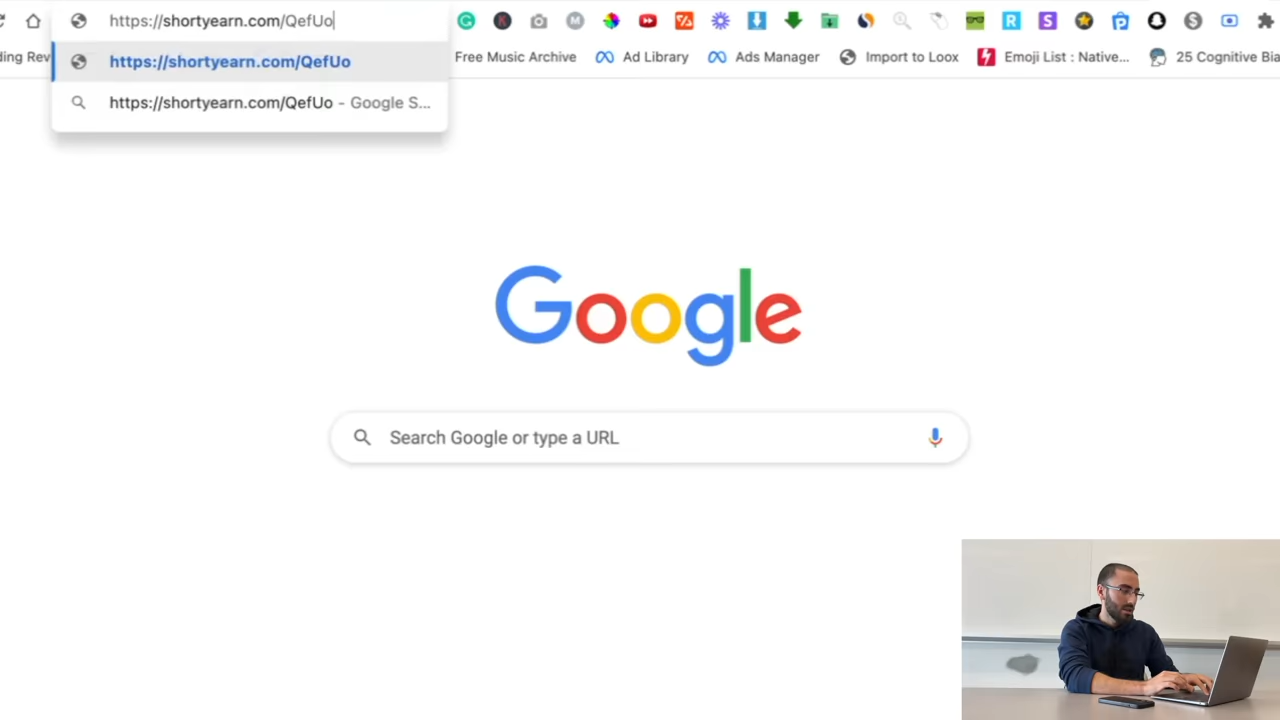 https://shortyearn.com/QefUo
https://shortyearn.com/QefUo
https://shortyearn.com/QefUo - Google S...
ding Rev
Free Music Archive
Ad Library
Ads Manager
Import to Loox
Emoji List : Native...
25 Cognitive Bia
Google
Search Google or type a URL